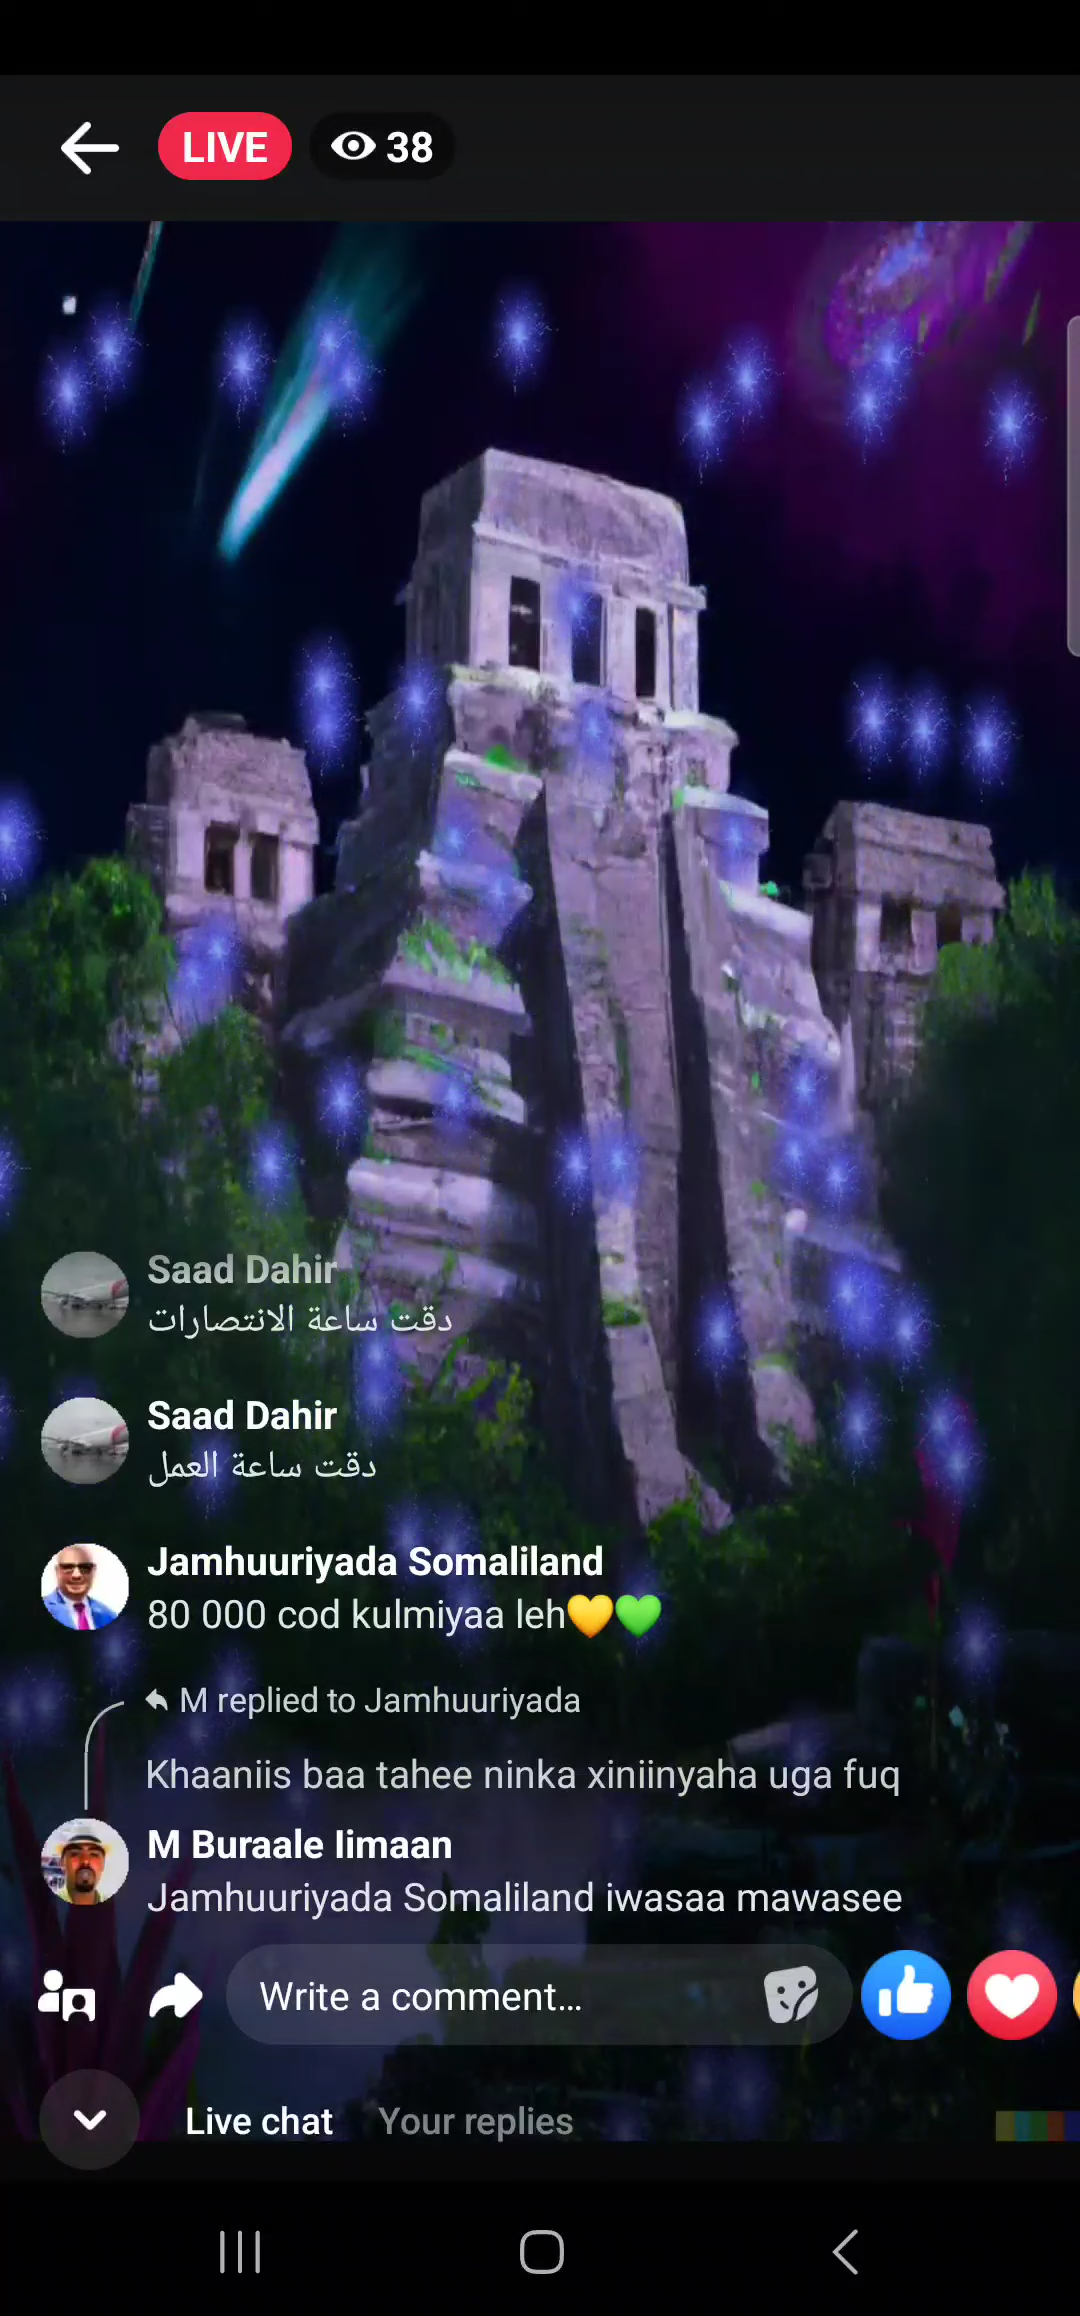 LIVE
38
Saad Dahir
دقت ساعة الانتصارات
Saad Dahir
دقت ساعة العمل
Jamhuuriyada Somaliland
80 000 cod kulmiyaa leh💛💚
M replied to Jamhuuriyada
Khaaniis baa tahee ninka xiniinyaha uga fuq
M Buraale Iimaan
Jamhuuriyada Somaliland iwasaa mawasee
Write a comment...
Live chat
Your replies